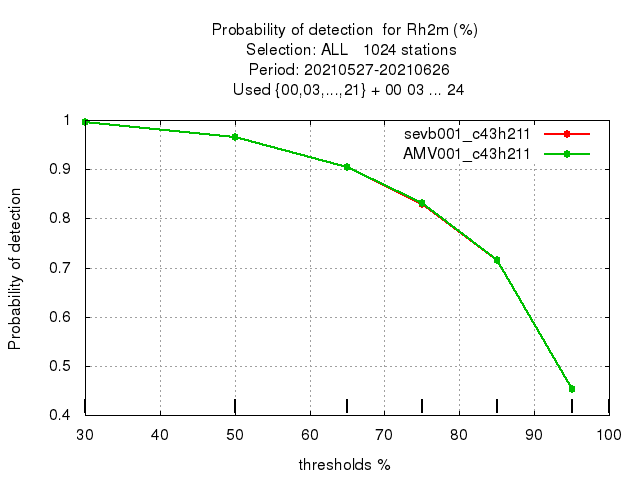 Probability of detection  for Rh2m (%)
Selection: ALL   1024 stations
Period: 20210527-20210626
Used {00,03,...,21} + 00 03 ... 24
sevb001_c43h211
AMV001_c43h211
1
0.9
0.8
0.7
0.6
0.5
0.4
Probability of detection
30 40 50 60 70 80 90 100
thresholds %